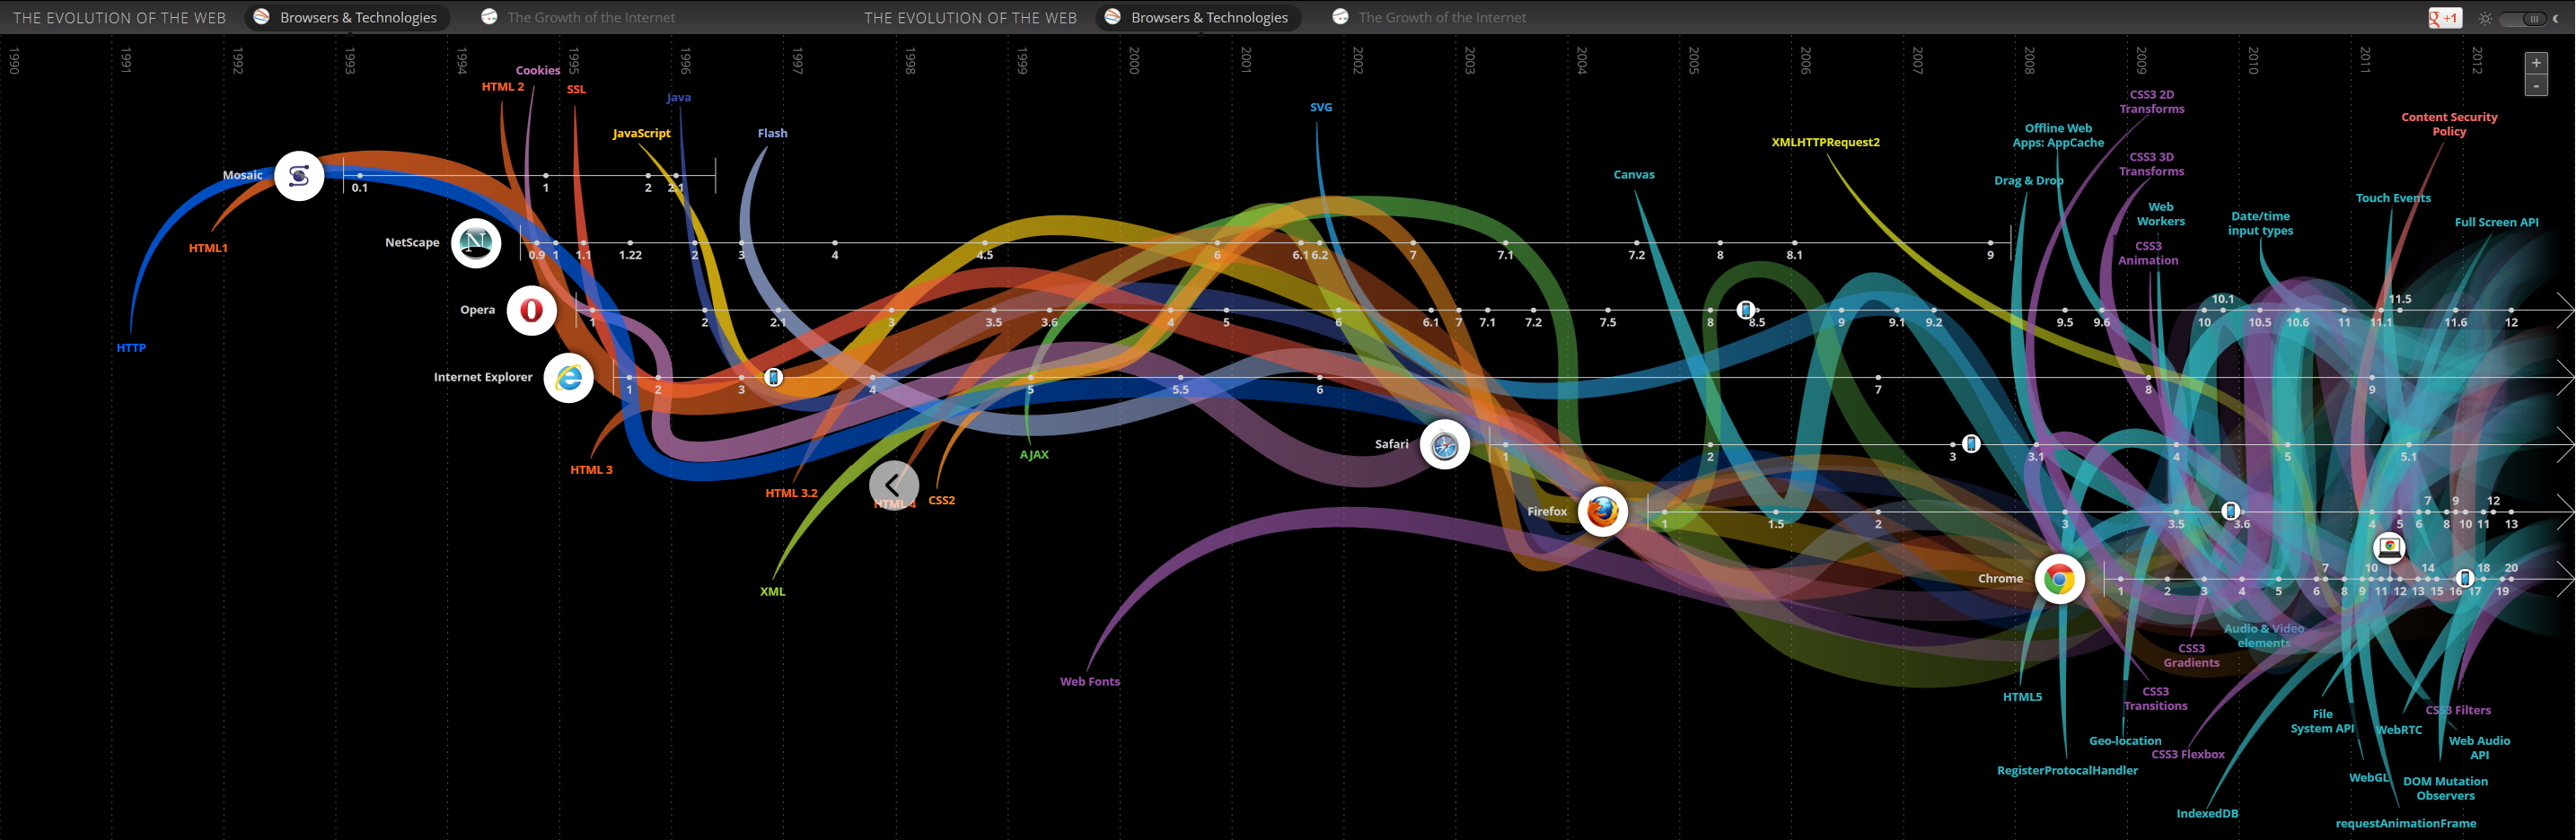 THE EVOLUTION OF THE WEB Browsers & Technologies The Growth of the Internet THE EVOLUTION OF THE WEB Browsers & Technologies The Growth of the Internet +1
1990 1991 1992 1993 1994 1995 1996 1997 1998 1999 2000 2001 2002 2003 2004 2005 2006 2007 2008 2009 2010 2011 2012
+
-
Cookies
HTML 2
SSL
Java
JavaScript
Flash
SVG
XMLHTTPRequest2
Canvas
CSS3 2D
Transforms
Offline Web
Apps: AppCache
CSS3 3D
Transforms
Drag & Drop
Web
Workers
CSS3
Animation
Date/time
input types
Content Security
Policy
Touch Events
Full Screen API
Mosaic 0.1 1 2 2.1
HTML1
HTTP
NetScape 0.9 1 1.1 1.22 2 3 4 4.5 6 6.1 6.2 7 7.1 7.2 8 8.1 9
Opera 1 2 2.1 3 3.5 3.6 4 5 6 6.1 7 7.1 7.2 7.5 8 8.5 9 9.1 9.2 9.5 9.6 10 10.1 10.5 10.6 11 11.1 11.5 11.6 12
Internet Explorer 1 2 3 4 5 5.5 6 7 8 9
Safari 1 2 3 3.1 4 5 5.1
HTML 3
HTML 3.2
HTML 4
CSS2
AJAX
XML
Web Fonts
Firefox 1 1.5 2 3 3.5 3.6 4 5 6 7 8 9 10 11 12 13
Chrome 1 2 3 4 5 6 7 8 9 10 11 12 13 14 15 16 17 18 19 20
Audio & Video
elements
CSS3
Gradients
HTML5
CSS3
Transitions
Geo-location
CSS3 Flexbox
RegisterProtocalHandler
IndexedDB
File
System API
WebRTC
CSS3 Filters
Web Audio
API
WebGL
DOM Mutation
Observers
requestAnimationFrame